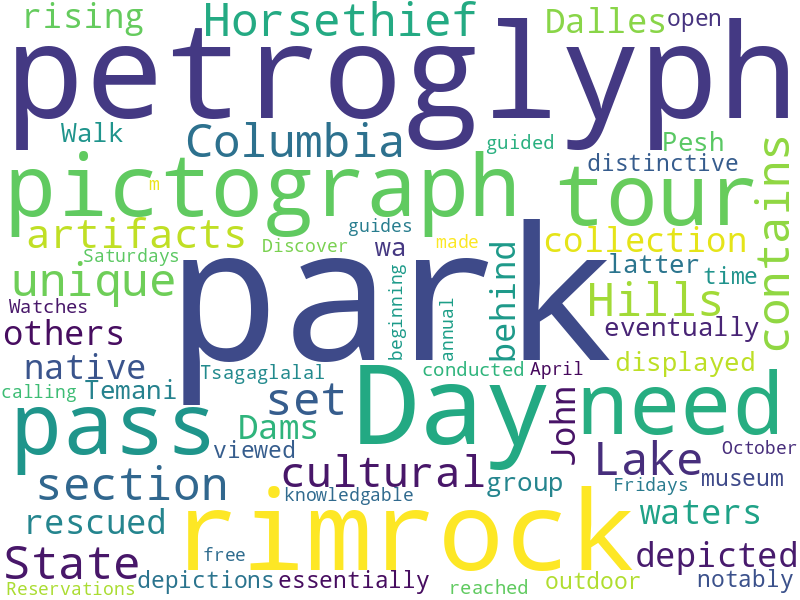 rising Horsethief Dalles open
petroglyph
Walk Columbia guided Pesh
distinctive
pictograph m tour contains
artifacts guides Discover wa made collection
Saturdays unique park beginning annual behind latter time
Watches Hills
others eventually
native Tsagaglalal conducted April displayed
calling Temani set Day John need
pass Dams
viewed Lake October
section cultural group Fridays museum
knowledgable
rescued rimrock waters
State free depicted
Reservations depictions essentially reached outdoor notably